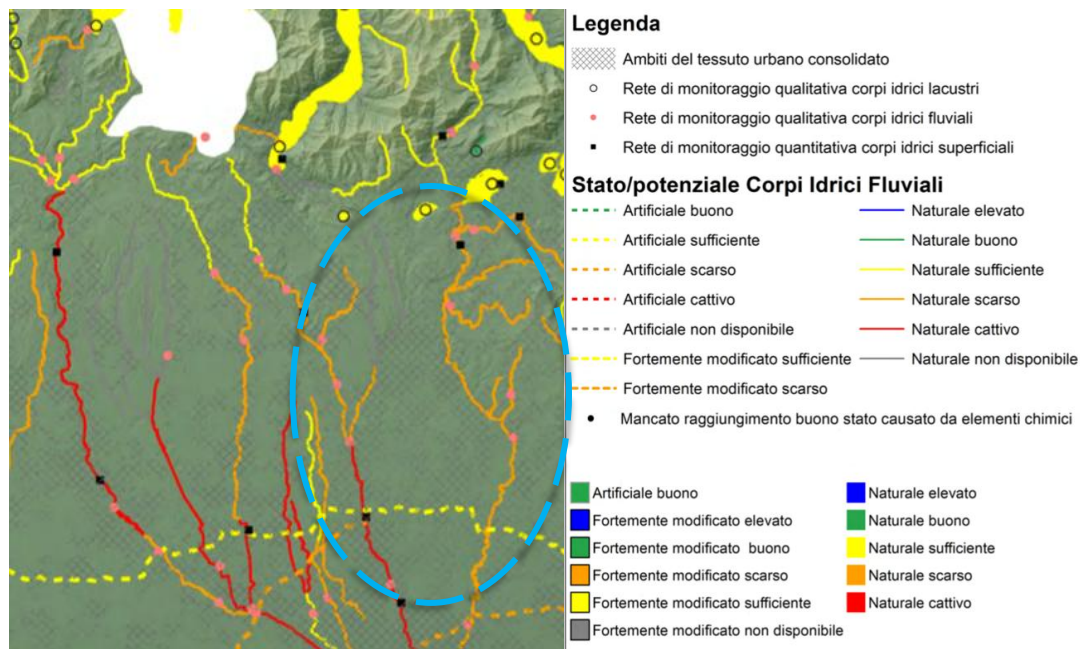 Legenda
Ambiti del tessuto urbano consolidato
Rete di monitoraggio qualitativa corpi idrici lacustri
Rete di monitoraggio qualitativa corpi idrici fluviali
Rete di monitoraggio quantitativa corpi idrici superficiali
Stato/potenziale Corpi Idrici Fluviali
Artificiale buono
Artificiale sufficiente
Artificiale scarso
Artificiale cattivo
Artificiale non disponibile
Fortemente modificato sufficiente
Fortemente modificato scarso
Naturale elevato
Naturale buono
Naturale sufficiente
Naturale scarso
Naturale cattivo
Naturale non disponibile
Mancato raggiungimento buono stato causato da elementi chimici
Artificiale buono
Fortemente modificato elevato
Fortemente modificato buono
Fortemente modificato scarso
Fortemente modificato sufficiente
Fortemente modificato non disponibile
Naturale elevato
Naturale buono
Naturale sufficiente
Naturale scarso
Naturale cattivo